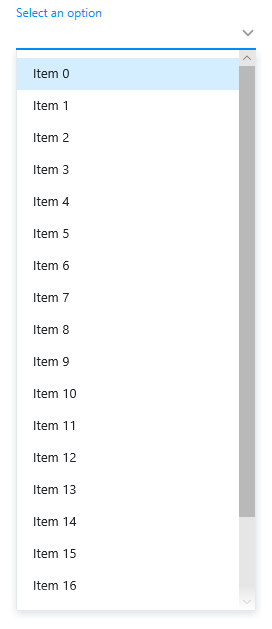 Select an option
Item 0
Item 1
Item 2
Item 3
Item 4
Item 5
Item 6
Item 7
Item 8
Item 9
Item 10
Item 11
Item 12
Item 13
Item 14
Item 15
Item 16